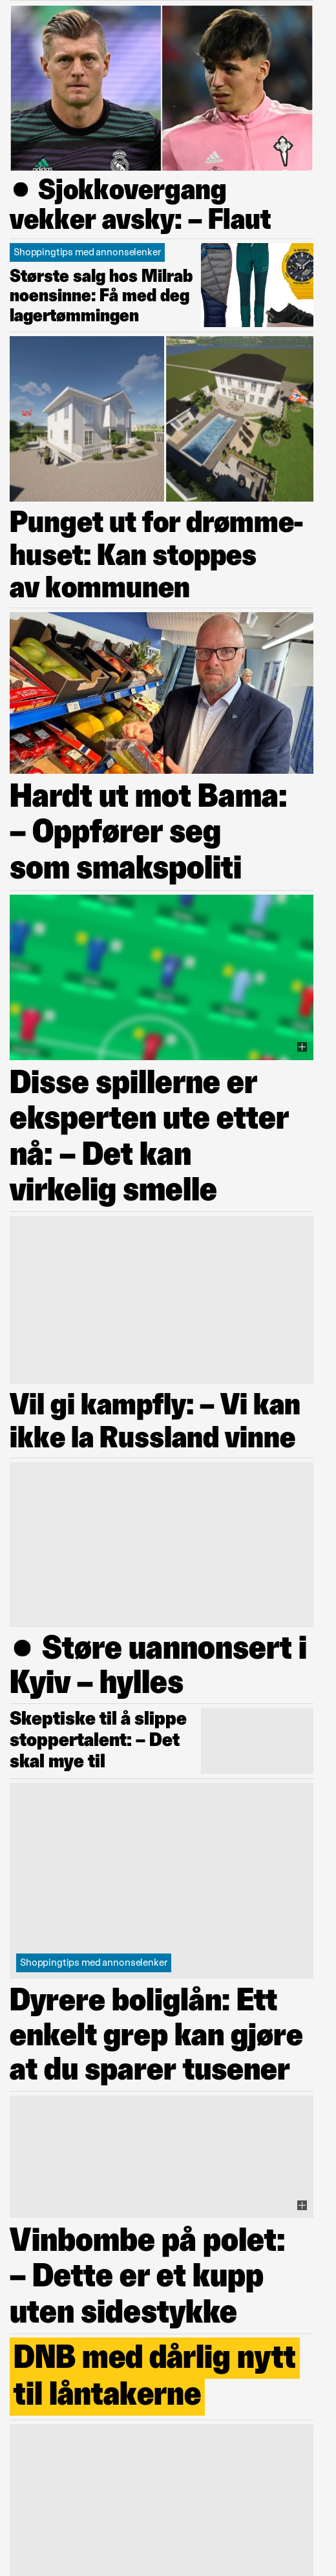 ● Sjokkovergang
vekker avsky: – Flaut
Shoppingtips med annonselenker
Største salg hos Milrab
noensinne: Få med deg
lagertømmingen
Punget ut for drømme-
huset: Kan stoppes
av kommunen
Hardt ut mot Bama:
– Oppfører seg
som smakspoliti
Disse spillerne er
eksperten ute etter
nå: – Det kan
virkelig smelle
Vil gi kampfly: – Vi kan
ikke la Russland vinne
● Støre uannonsert i
Kyiv – hylles
Skeptiske til å slippe
stoppertalent: – Det
skal mye til
Shoppingtips med annonselenker
Dyrere boliglån: Ett
enkelt grep kan gjøre
at du sparer tusener
Vinbombe på polet:
– Dette er et kupp
uten sidestykke
DNB med dårlig nytt
til låntakerne